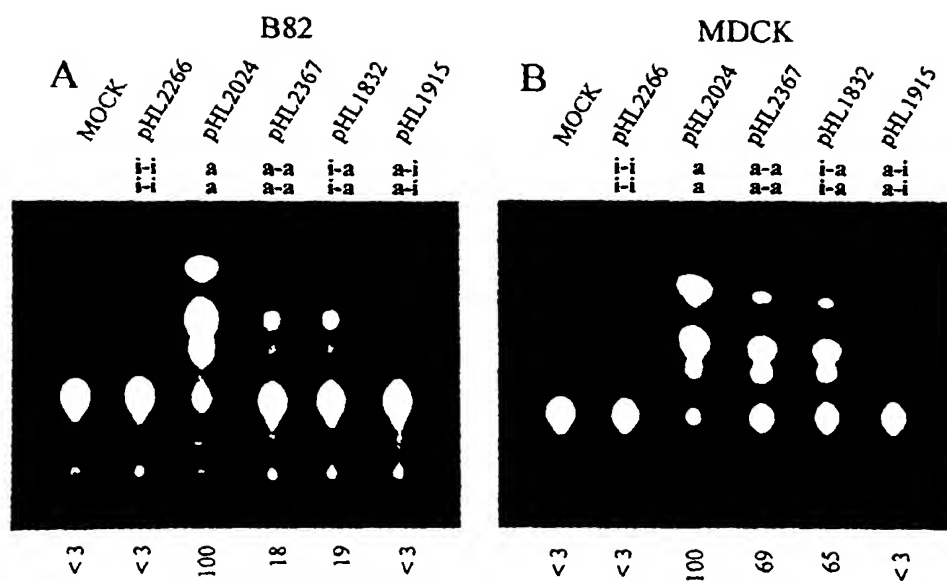 B82
MDCK
A
B
MOCK
pHL2266
pHL2024
pHL2367
pHL1832
pHL1915
MOCK
pHL2266
pHL2024
pHL2367
pHL1832
pHL1915
a a-a
a a-a
a a-a
a a-a
< 3
< 3
100
18
19
< 3
< 3
< 3
100
69
65
< 3